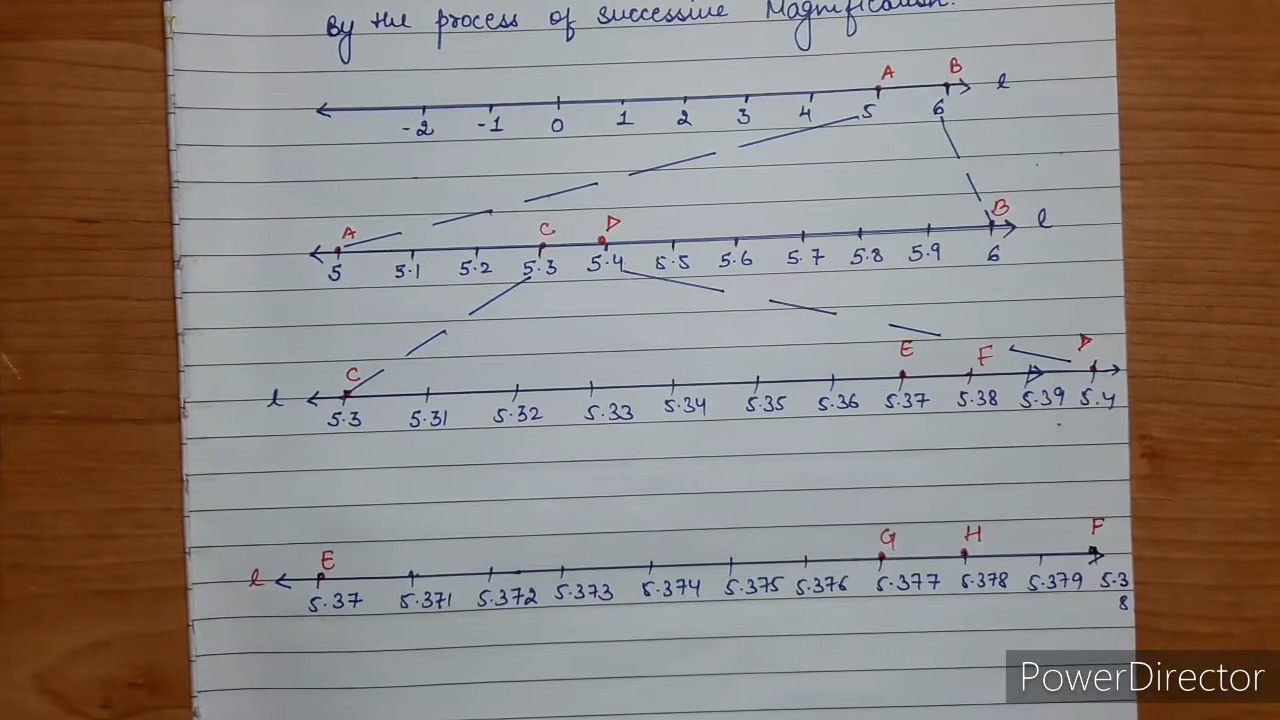 By the process of successive Magnification.
A B l
-2 -1 0 1 2 3 4 5 6
A C D B l
5 5.1 5.2 5.3 5.4 5.5 5.6 5.7 5.8 5.9 6
C E F D
l 5.3 5.31 5.32 5.33 5.34 5.35 5.36 5.37 5.38 5.39 5.4
E G H F
l 5.37 5.371 5.372 5.373 5.374 5.375 5.376 5.377 5.378 5.379 5.3
8
PowerDirector